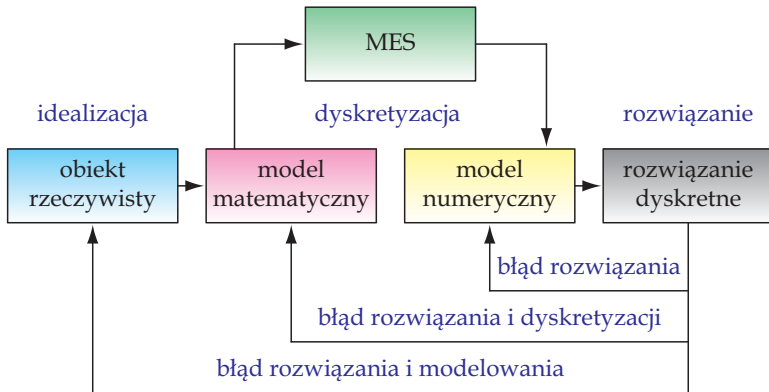 MES
idealizacja
dyskretyzacja
rozwiązanie
obiekt
rzeczywisty
model
matematyczny
model
numeryczny
rozwiązanie
dyskretne
błąd rozwiązania
błąd rozwiązania i dyskretyzacji
błąd rozwiązania i modelowania